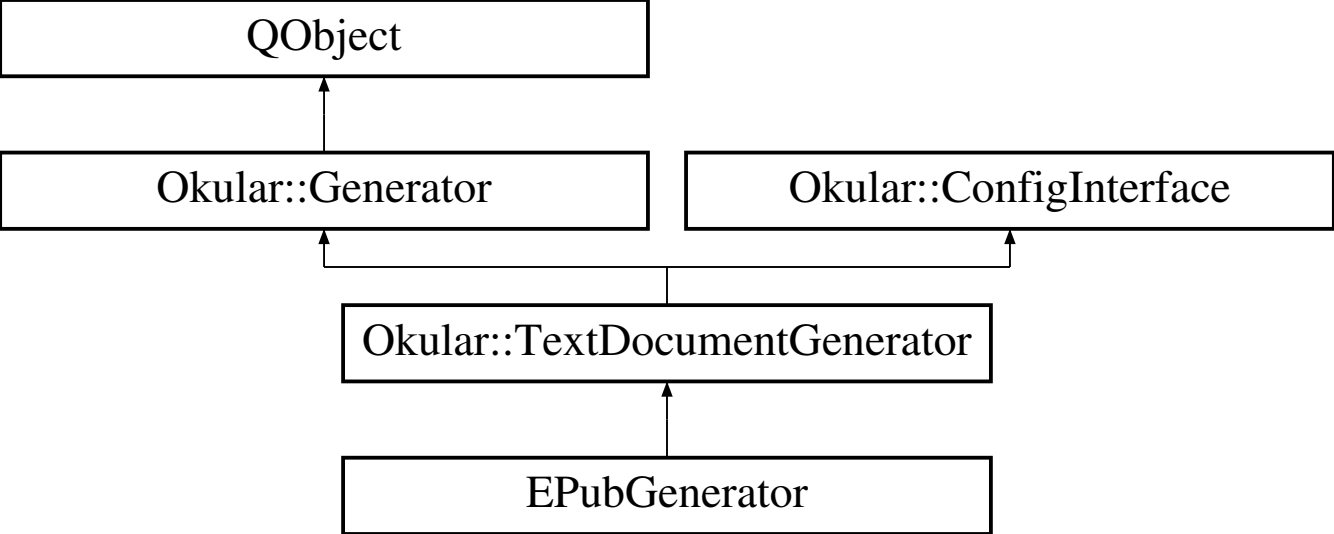 QObject
Okular::Generator
Okular::ConfigInterface
Okular::TextDocumentGenerator
EPubGenerator